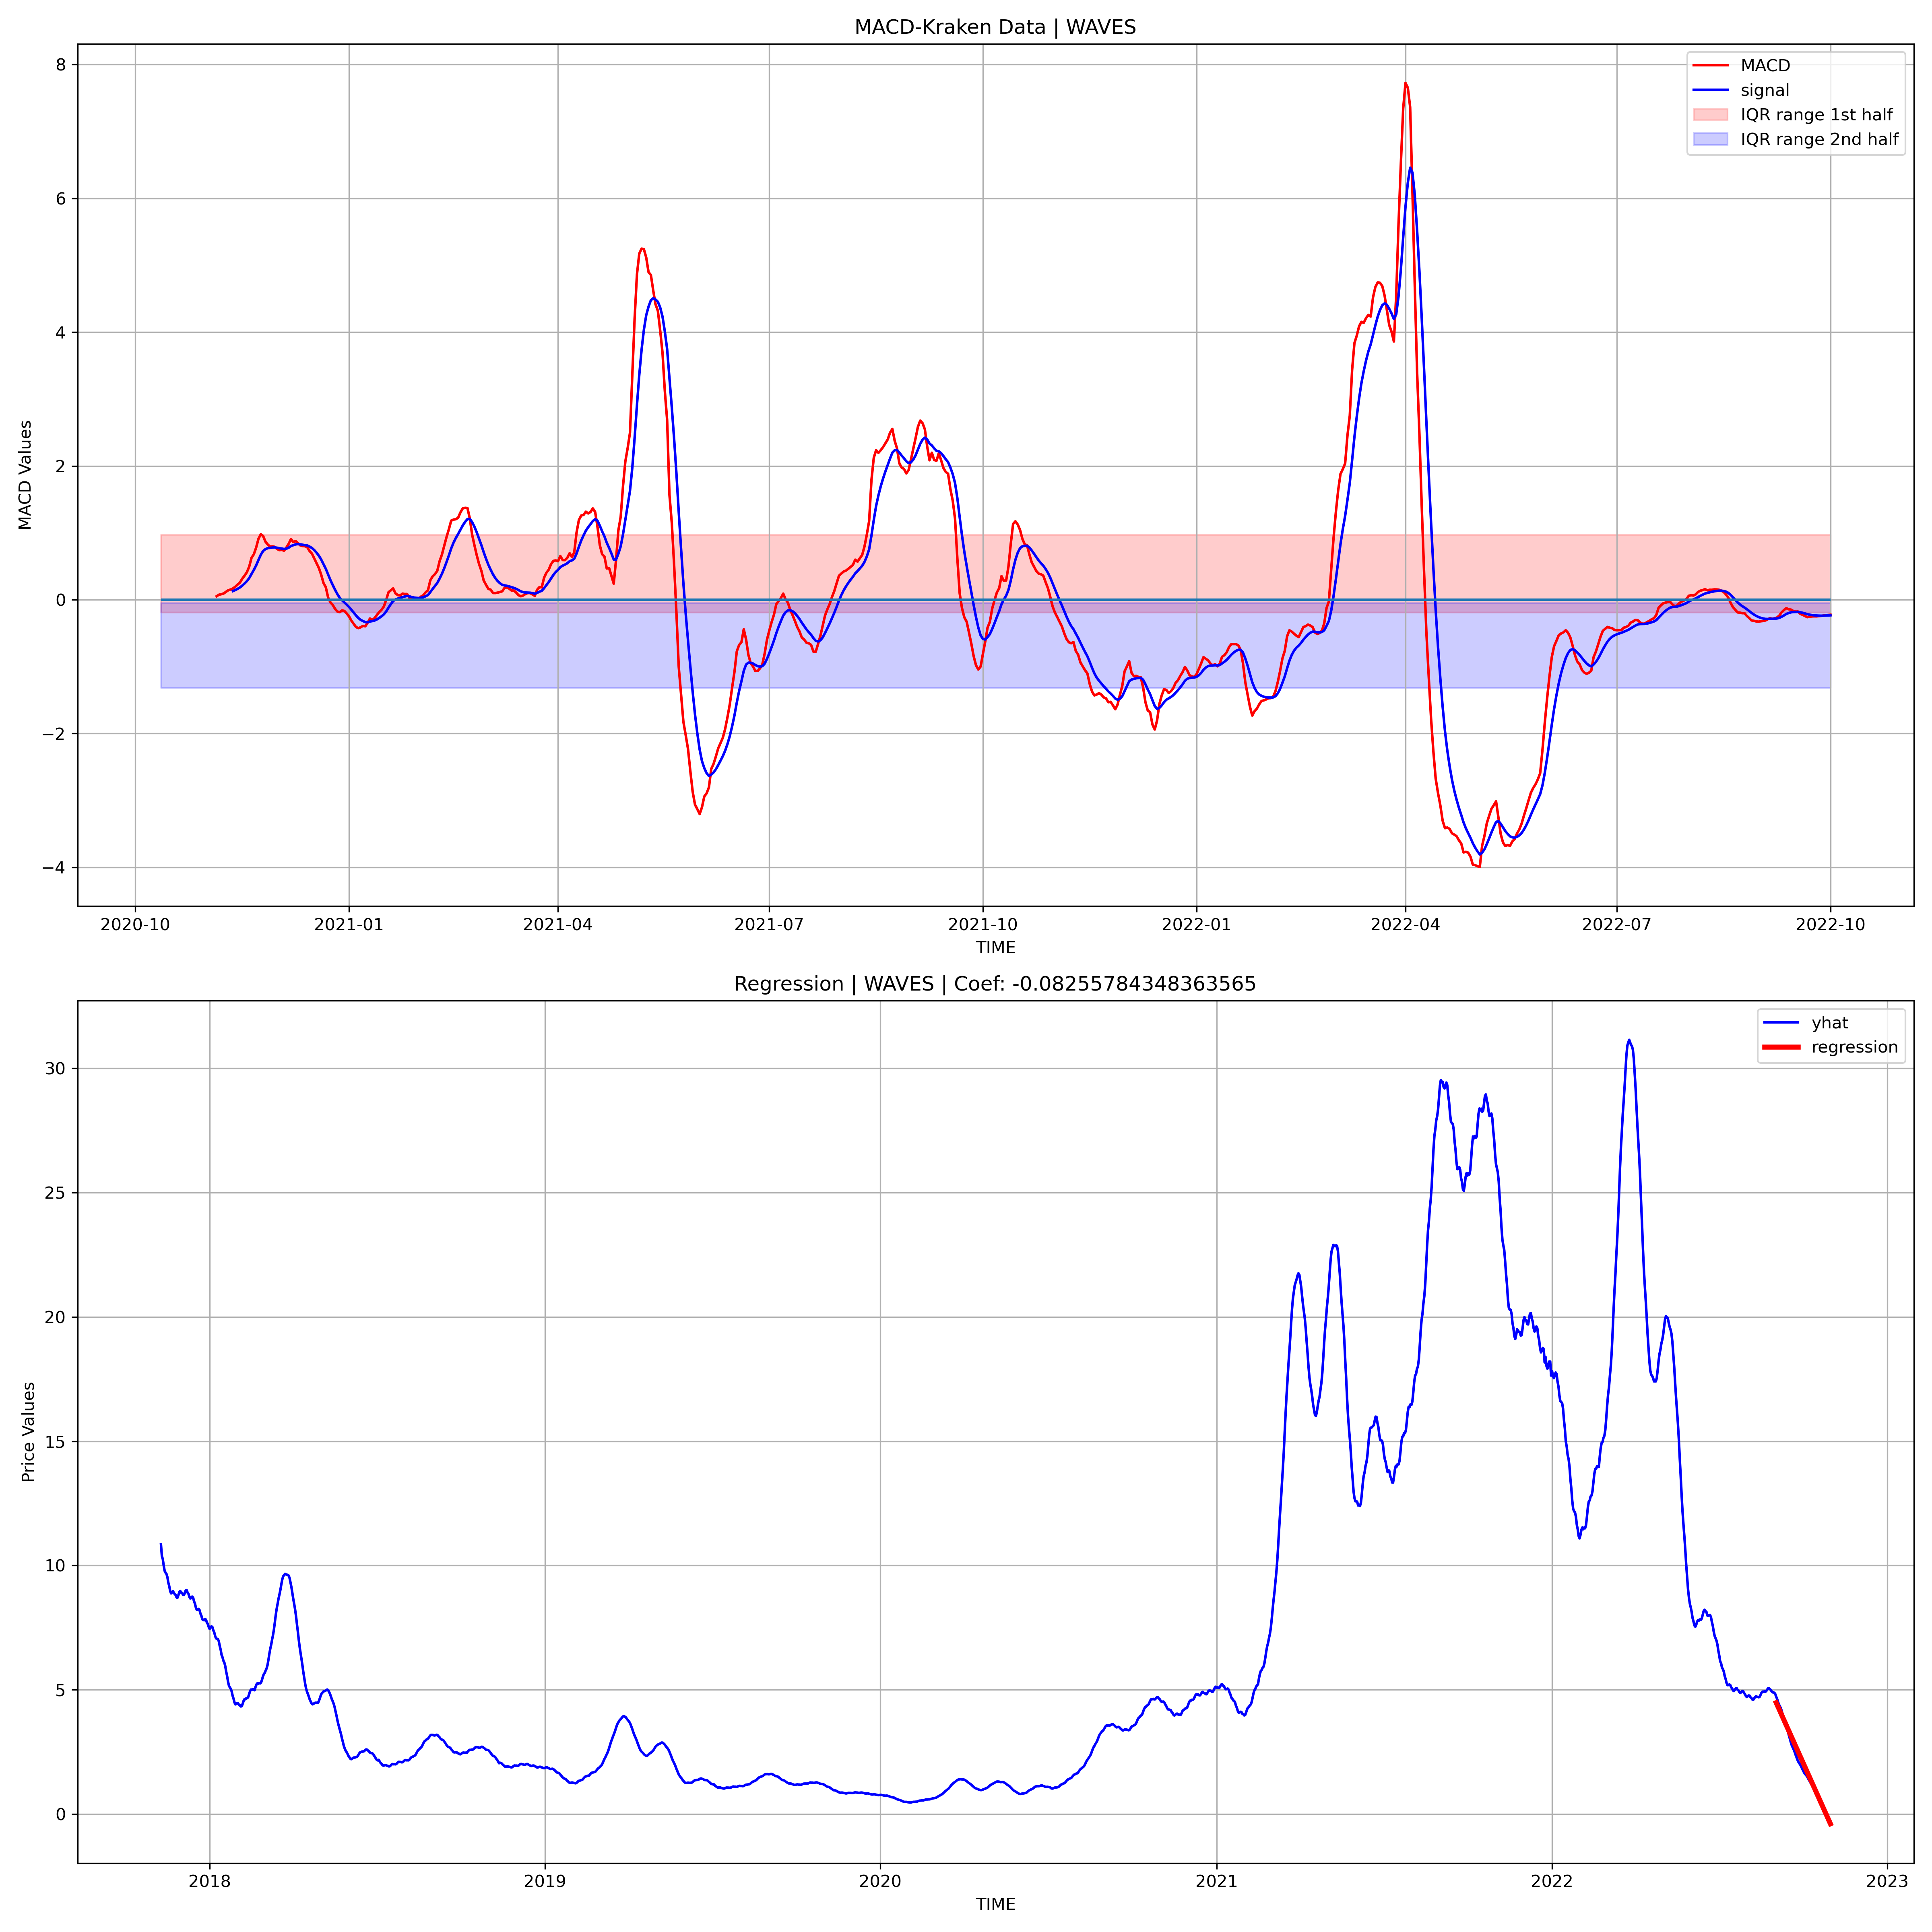 MACD-Kraken Data | WAVES
MACD
signal
IQR range 1st half
IQR range 2nd half
MACD Values
8
6
4
2
0
−2
−4
2020-10 2021-01 2021-04 2021-07 2021-10 2022-01 2022-04 2022-07 2022-10
TIME
Regression | WAVES | Coef: -0.08255784348363565
yhat
regression
Price Values
30
25
20
15
10
5
0
2018 2019 2020 2021 2022 2023
TIME